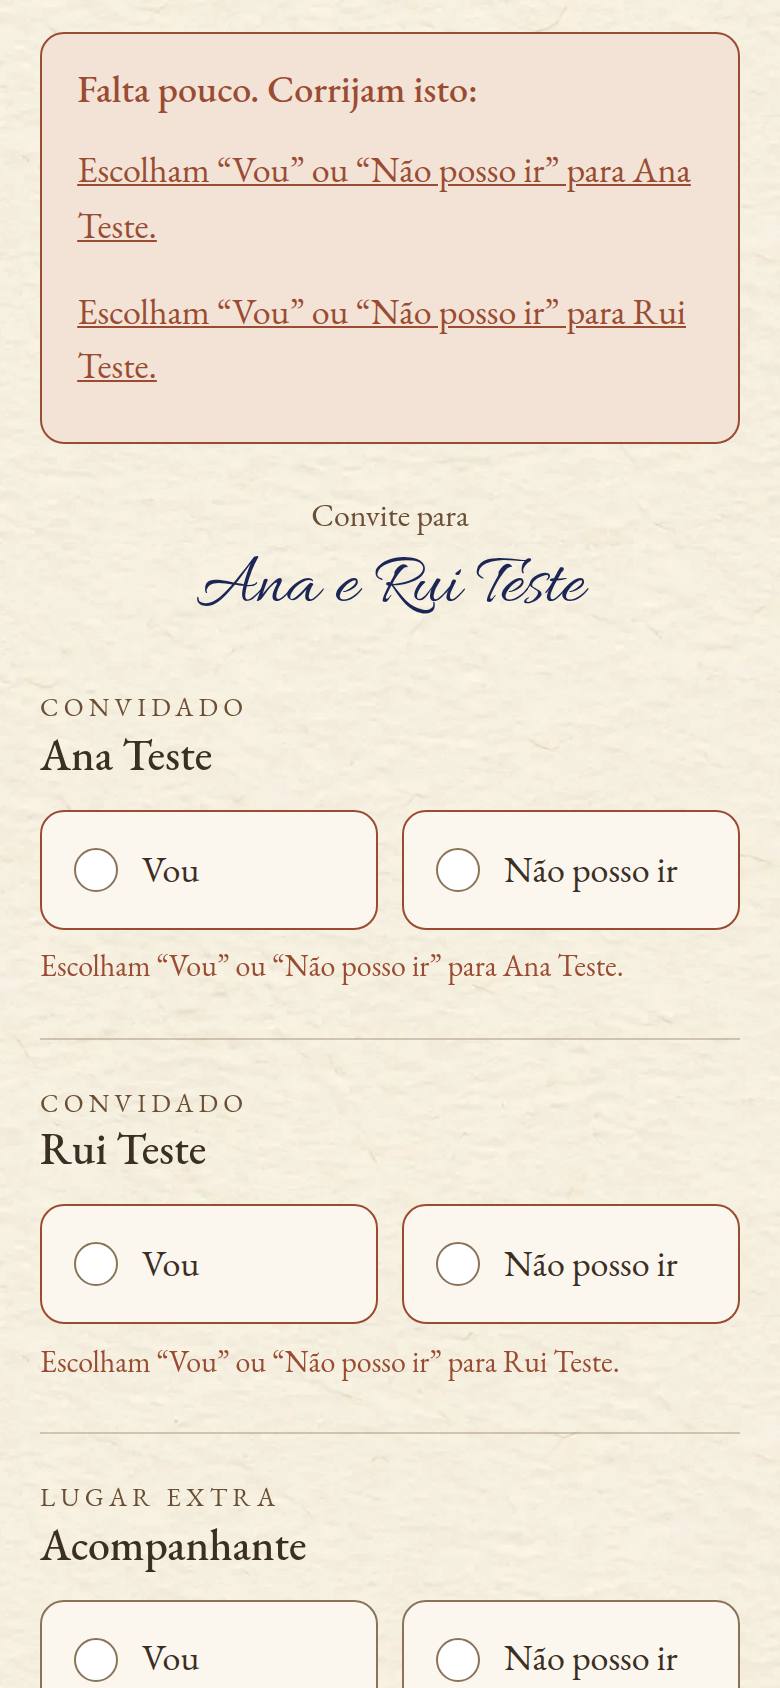 Falta pouco. Corrijam isto:
Escolham “Vou” ou “Não posso ir” para Ana
Teste.
Escolham “Vou” ou “Não posso ir” para Rui
Teste.
Convite para
Ana e Rui Teste
CONVIDADO
Ana Teste
Vou
Não posso ir
Escolham “Vou” ou “Não posso ir” para Ana Teste.
CONVIDADO
Rui Teste
Vou
Não posso ir
Escolham “Vou” ou “Não posso ir” para Rui Teste.
LUGAR EXTRA
Acompanhante
Vou
Não posso ir